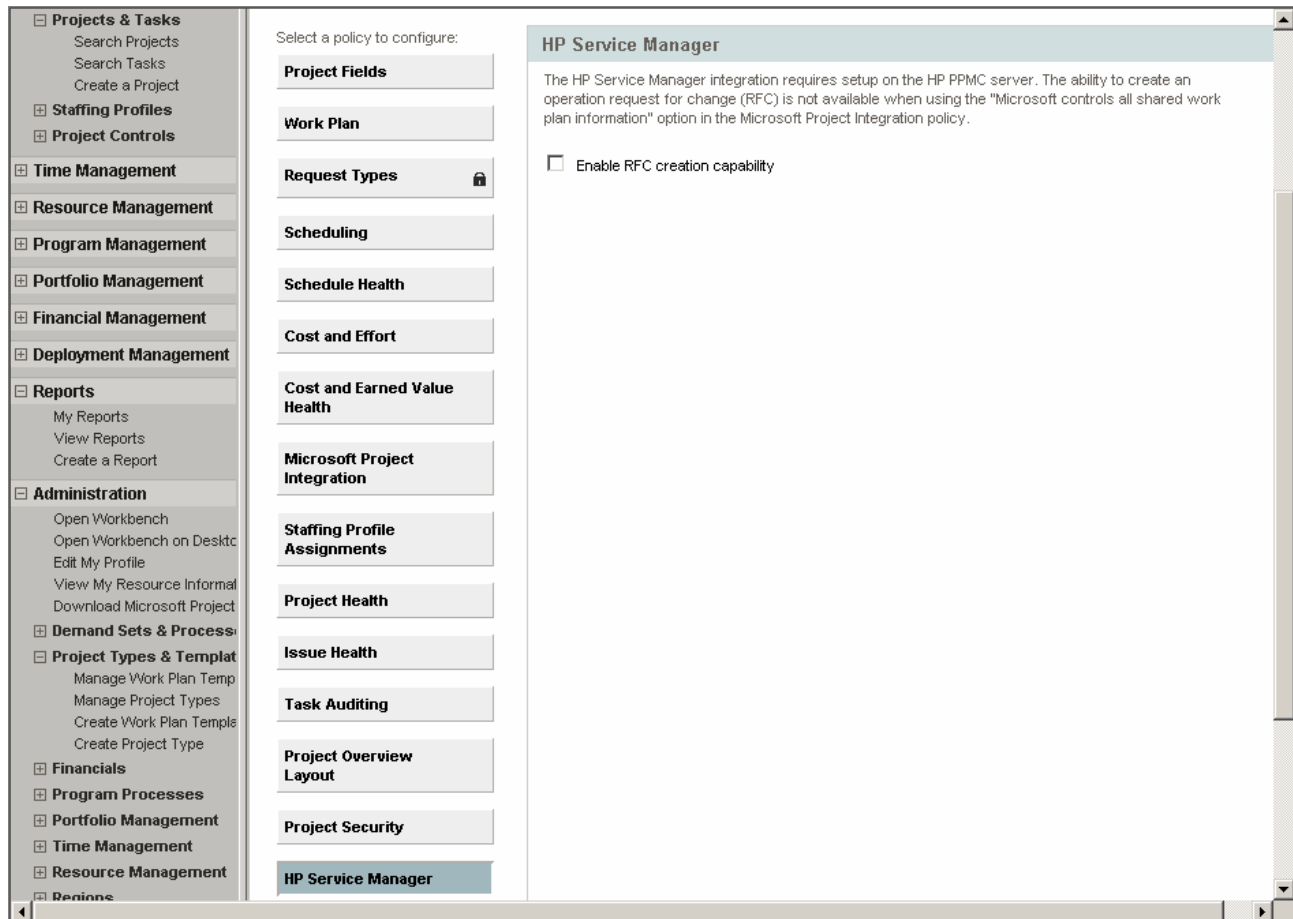 Projects & Tasks
Search Projects
Search Tasks
Create a Project
Staffing Profiles
Project Controls
Time Management
Resource Management
Program Management
Portfolio Management
Financial Management
Deployment Management
Reports
My Reports
View Reports
Create a Report
Administration
Open Workbench
Open Workbench on Deskto
Edit My Profile
View My Resource Informat
Download Microsoft Project
Demand Sets & Process
Project Types & Templat
Manage Work Plan Temp
Manage Project Types
Create Work Plan Templa
Create Project Type
Financials
Program Processes
Portfolio Management
Time Management
Resource Management
Regions
Select a policy to configure:
Project Fields
Work Plan
Request Types
Scheduling
Schedule Health
Cost and Effort
Cost and Earned Value
Health
Microsoft Project
Integration
Staffing Profile
Assignments
Project Health
Issue Health
Task Auditing
Project Overview
Layout
Project Security
HP Service Manager
HP Service Manager
The HP Service Manager integration requires setup on the HP PPMC server. The ability to create an
operation request for change (RFC) is not available when using the "Microsoft controls all shared work
plan information" option in the Microsoft Project Integration policy.
Enable RFC creation capability